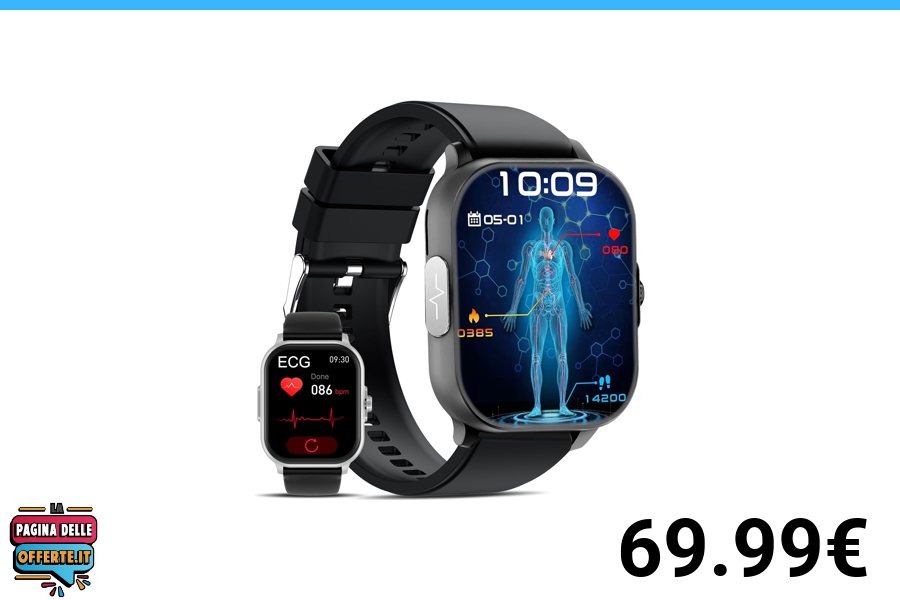 10:09
05-01
080
0385
14200
ECG 09:30
Done
086 bpm
LA
PAGINA DELLE
OFFERTE.IT
69.99€